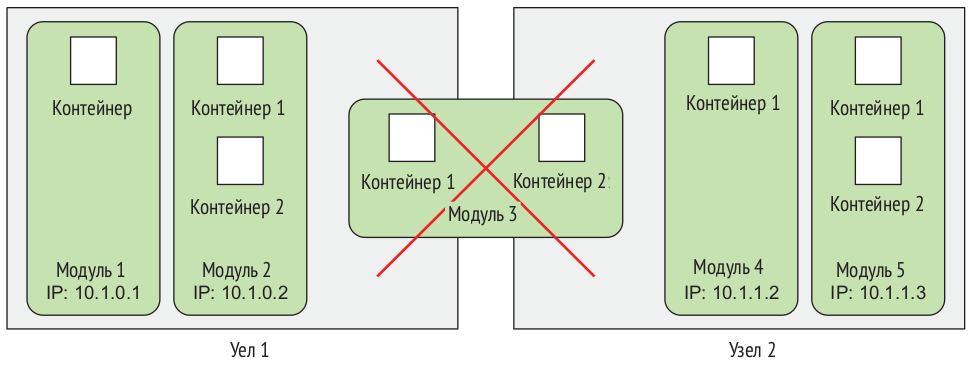 Контейнер
Контейнер 1
Контейнер 2
Модуль 1
IP: 10.1.0.1
Модуль 2
IP: 10.1.0.2
Контейнер 1
Контейнер 2
Модуль 3
Контейнер 1
Контейнер 1
Контейнер 2
Модуль 4
IP: 10.1.1.2
Модуль 5
IP: 10.1.1.3
Уел 1
Узел 2